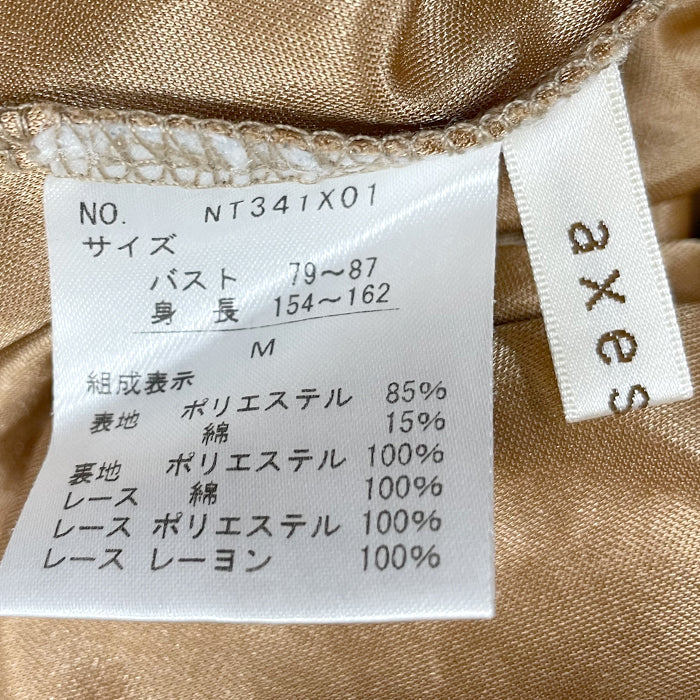 NO. NT341X01
サイズ
バスト 79～87
身長 154～162
M
組成表示
表地 ポリエステル 85%
綿 15%
裏地 ポリエステル 100%
レース 綿 100%
レース ポリエステル 100%
レース レーヨン 100%
axes